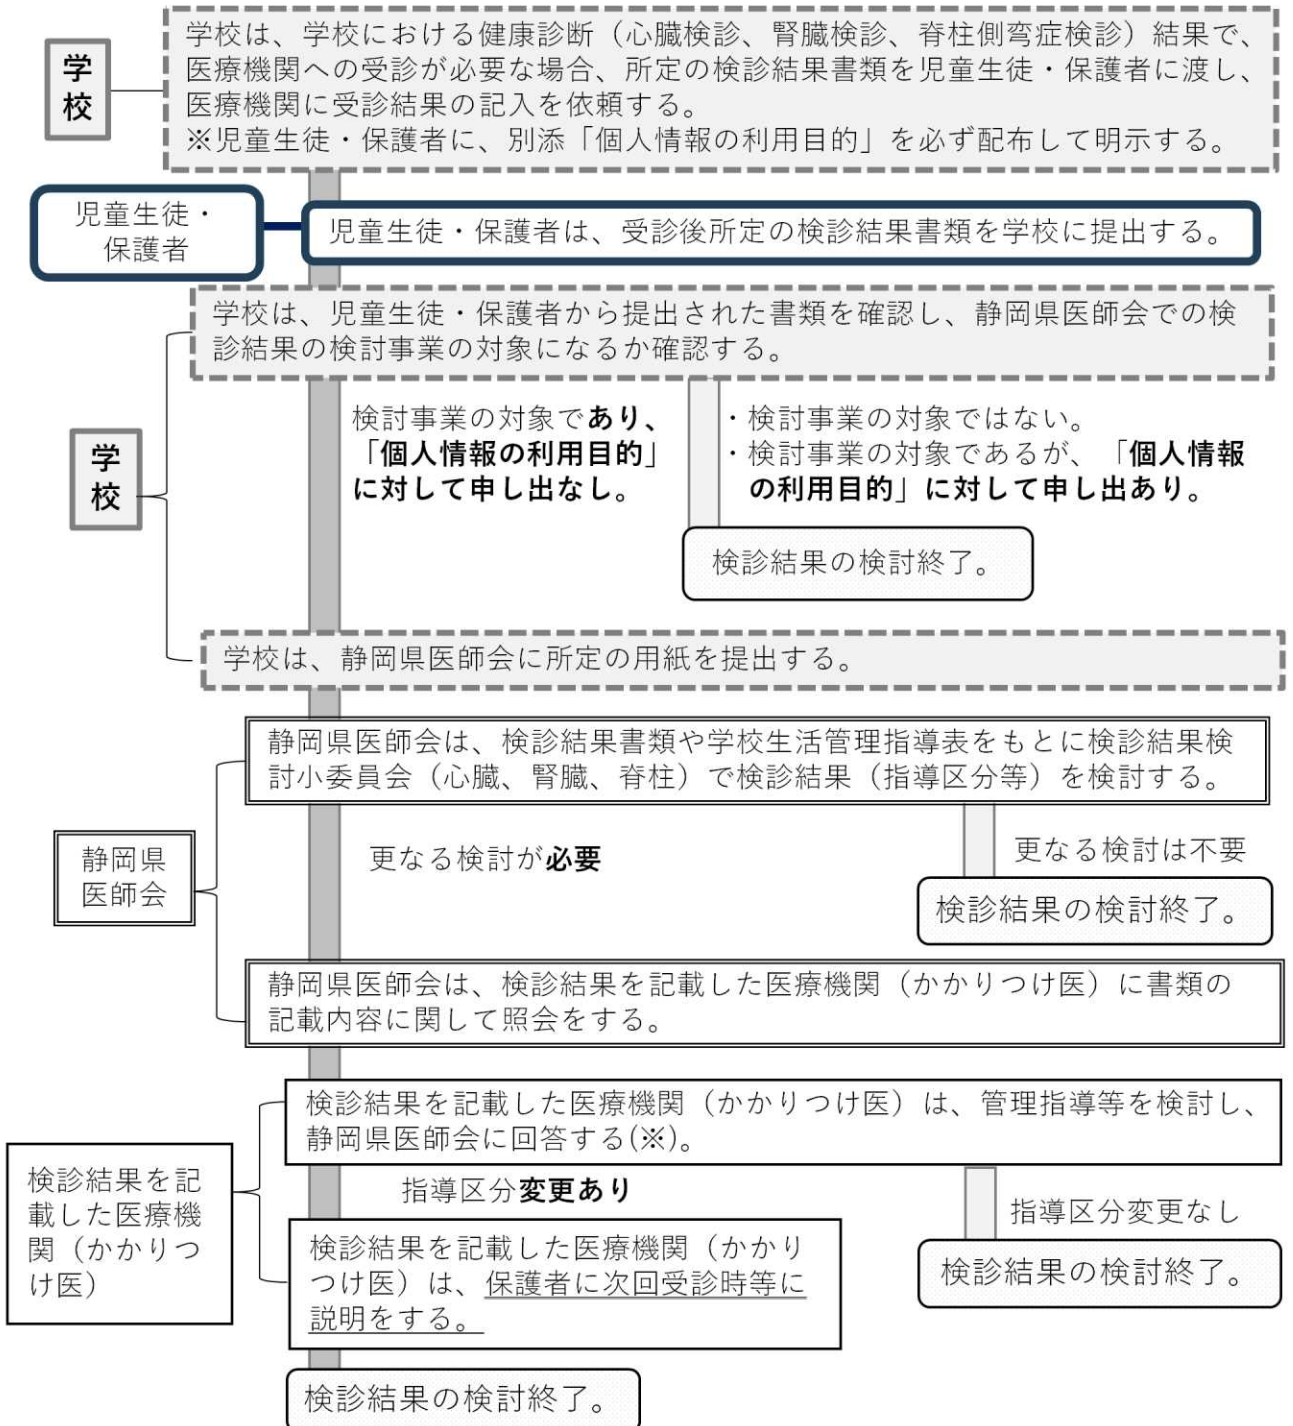 学校
学校は、学校における健康診断（心臓検診、腎臓検診、脊柱側弯症検診）結果で、
医療機関への受診が必要な場合、所定の検診結果書類を児童生徒・保護者に渡し、
医療機関に受診結果の記入を依頼する。
※児童生徒・保護者に、別添「個人情報の利用目的」を必ず配布して明示する。
児童生徒・
保護者
児童生徒・保護者は、受診後所定の検診結果書類を学校に提出する。
学校は、児童生徒・保護者から提出された書類を確認し、静岡県医師会での検
診結果の検討事業の対象になるか確認する。
学校
検討事業の対象であり、
「個人情報の利用目的」
に対して申し出なし。
・検討事業の対象ではない。
・検討事業の対象であるが、「個人情報
の利用目的」に対して申し出あり。
検診結果の検討終了。
学校は、静岡県医師会に所定の用紙を提出する。
静岡県医師会は、検診結果書類や学校生活管理指導表をもとに検診結果検
討小委員会（心臓、腎臓、脊柱）で検診結果（指導区分等）を検討する。
静岡県
医師会
更なる検討が必要
更なる検討は不要
検診結果の検討終了。
静岡県医師会は、検診結果を記載した医療機関（かかりつけ医）に書類の
記載内容に関して照会をする。
検診結果を記載した医療機関（かかりつけ医）は、管理指導等を検討し、
静岡県医師会に回答する(※)。
検診結果を記
載した医療機
関（かかりつ
け医）
指導区分変更あり
指導区分変更なし
検診結果の検討終了。
検診結果を記載した医療機関（かかり
つけ医）は、保護者に次回受診時等に
説明をする。
検診結果の検討終了。